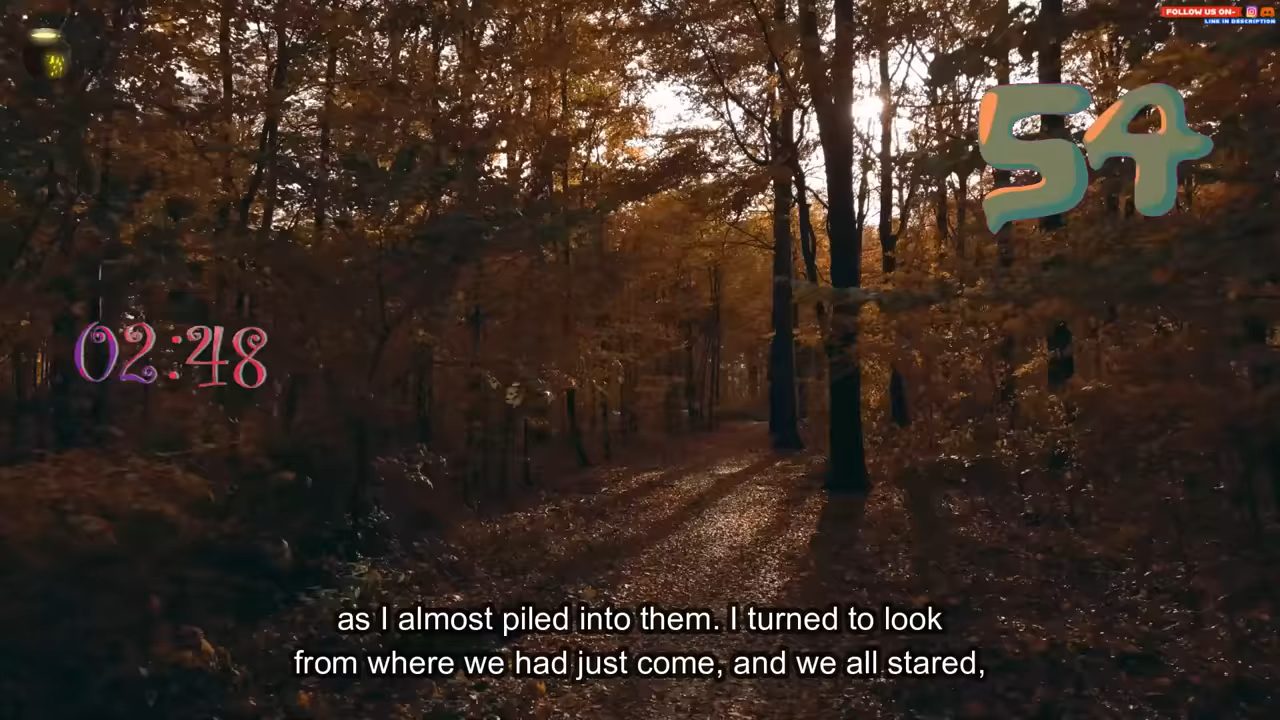 FOLLOW US ON-
LINK IN DESCRIPTION
54
02:48
as I almost piled into them. I turned to look
from where we had just come, and we all stared,